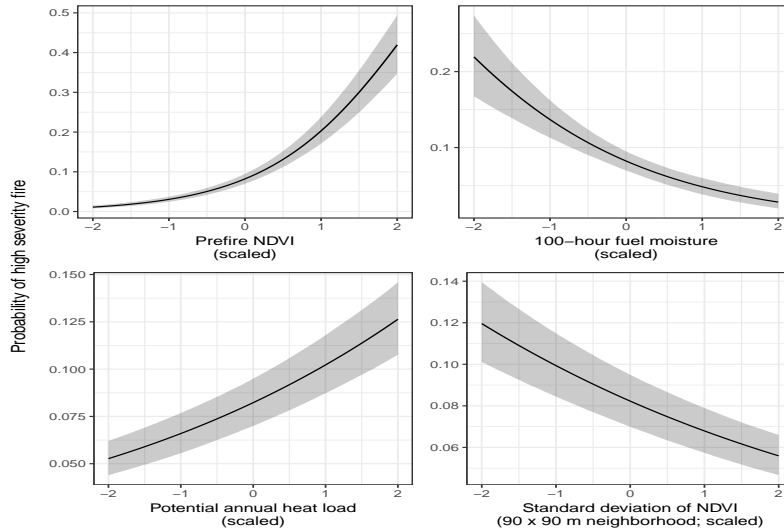 Probability of high severity fire
0.5
0.4
0.3
0.2
0.1
0.0
−2 −1 0 1 2
Prefire NDVI
(scaled)
0.2
0.1
−2 −1 0 1 2
100−hour fuel moisture
(scaled)
0.150
0.125
0.100
0.075
0.050
−2 −1 0 1 2
Potential annual heat load
(scaled)
0.14
0.12
0.10
0.08
0.06
−2 −1 0 1 2
Standard deviation of NDVI
(90 x 90 m neighborhood; scaled)